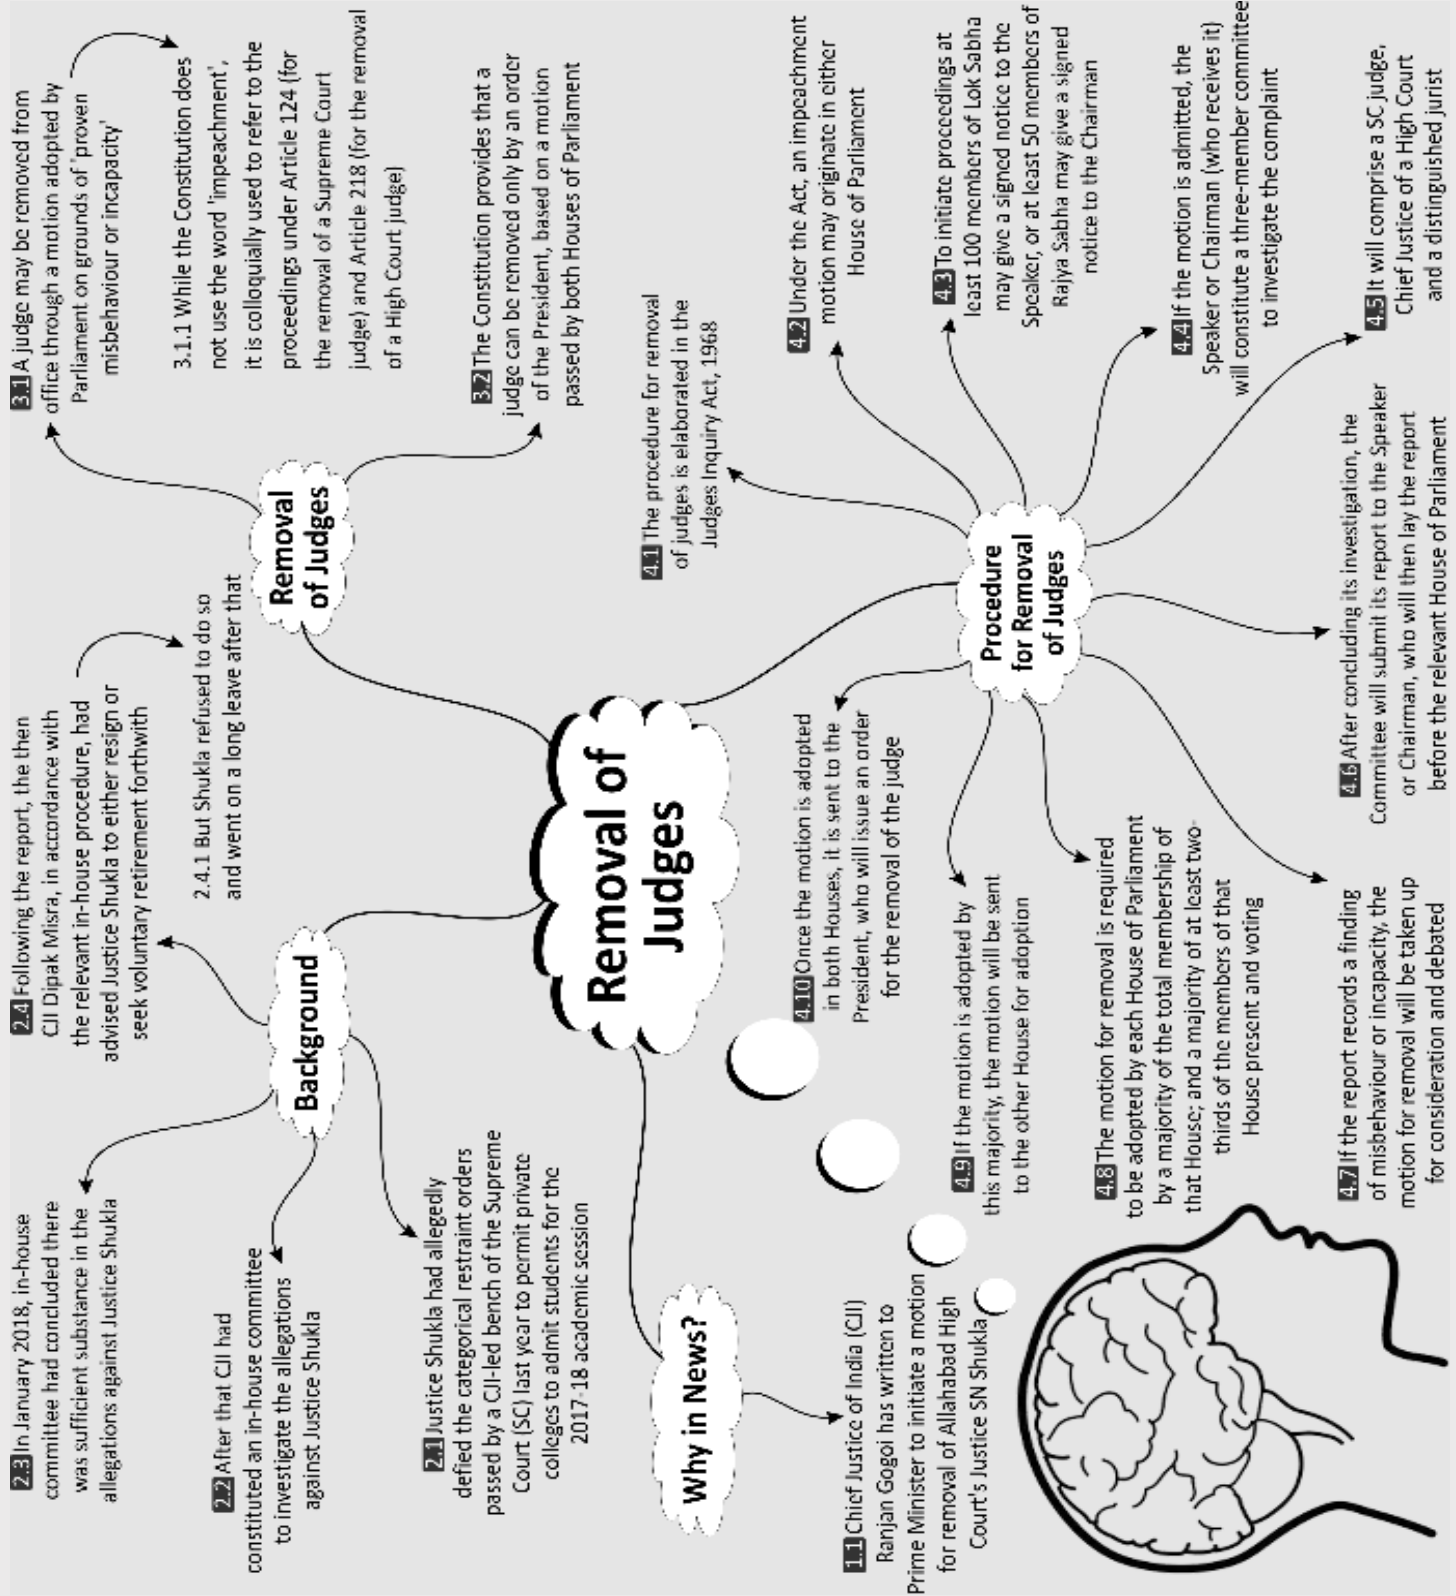 Removal of
Judges
Why in News?
1.1 Chief Justice of India (CJI)
Ranjan Gogoi has written to
Prime Minister to initiate a motion
for removal of Allahabad High
Court's Justice SN Shukla
Background
2.1 Justice Shukla had allegedly
defied the categorical restraint orders
passed by a CJI-led bench of the Supreme
Court (SC) last year to permit private
colleges to admit students for the
2017-18 academic session
2.2 After that CJI had
constituted an in-house committee
to investigate the allegations
against Justice Shukla
2.3 In January 2018, in-house
committee had concluded there
was sufficient substance in the
allegations against Justice Shukla
2.4 Following the report, the then
CJI Dipak Misra, in accordance with
the relevant in-house procedure, had
advised Justice Shukla to either resign or
seek voluntary retirement forthwith
2.4.1 But Shukla refused to do so
and went on a long leave after that
Removal
of Judges
3.1 A judge may be removed from
office through a motion adopted by
Parliament on grounds of 'proven
misbehaviour or incapacity'
3.1.1 While the Constitution does
not use the word 'impeachment',
it is colloquially used to refer to the
proceedings under Article 124 (for
the removal of a Supreme Court
judge) and Article 218 (for the removal
of a High Court judge)
3.2 The Constitution provides that a
judge can be removed only by an order
of the President, based on a motion
passed by both Houses of Parliament
Procedure
for Removal
of Judges
4.1 The procedure for removal
of judges is elaborated in the
Judges Inquiry Act, 1968
4.2 Under the Act, an impeachment
motion may originate in either
House of Parliament
4.3 To initiate proceedings at
least 100 members of Lok Sabha
may give a signed notice to the
Speaker, or at least 50 members of
Rajya Sabha may give a signed
notice to the Chairman
4.4 If the motion is admitted, the
Speaker or Chairman (who receives it)
will constitute a three-member committee
to investigate the complaint
4.5 It will comprise a SC judge,
Chief Justice of a High Court
and a distinguished jurist
4.6 After concluding its investigation, the
Committee will submit its report to the Speaker
or Chairman, who will then lay the report
before the relevant House of Parliament
4.7 If the report records a finding
of misbehaviour or incapacity, the
motion for removal will be taken up
for consideration and debated
4.8 The motion for removal is required
to be adopted by each House of Parliament
by a majority of the total membership of
that House; and a majority of at least two-
thirds of the members of that
House present and voting
4.9 If the motion is adopted by
this majority, the motion will be sent
to the other House for adoption
4.10 Once the motion is adopted
in both Houses, it is sent to the
President, who will issue an order
for the removal of the judge